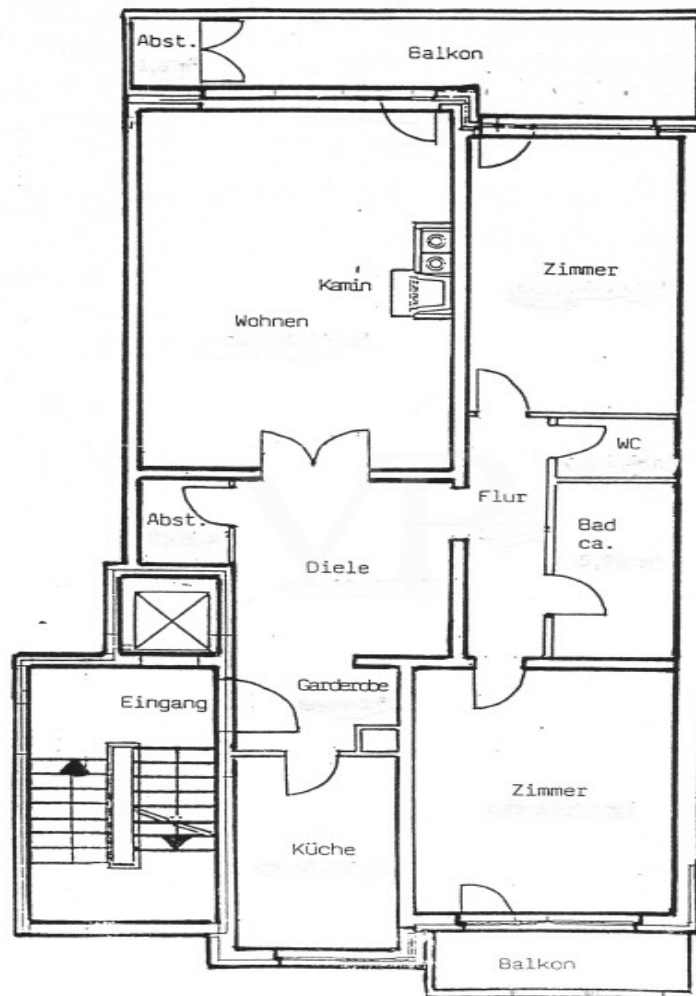 Abst.
Balkon
Zimmer
Kamin
Wohnen
WC
Flur
Abst.
Bad
ca.
Diele
Garderobe
Eingang
Zimmer
Küche
Balkon